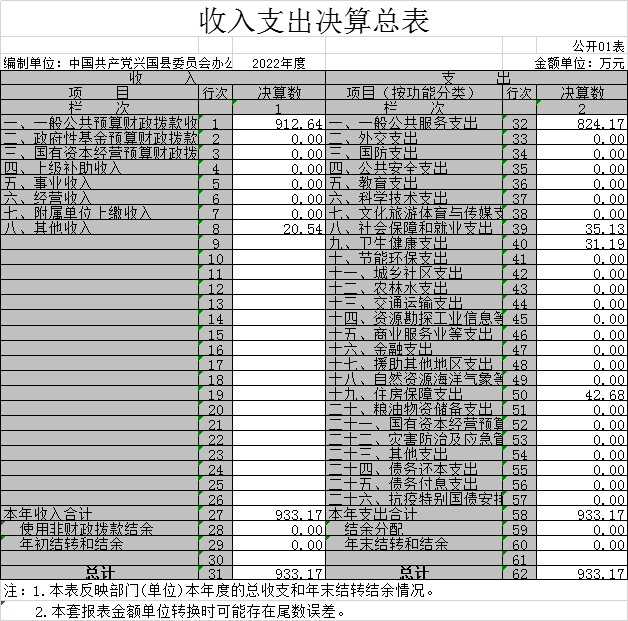 收入支出决算总表
公开01表
编制单位：中国共产党兴国县委员会办公 2022年度 金额单位：万元
收 入 支 出
项 目 行次 决算数 项目（按功能分类） 行次 决算数
栏 次 1 栏 次 2
一、一般公共预算财政拨款收 1 912.64 一、一般公共服务支出 32 824.17
二、政府性基金预算财政拨款 2 0.00 二、外交支出 33 0.00
三、国有资本经营预算财政拨 3 0.00 三、国防支出 34 0.00
四、上级补助收入 4 0.00 四、公共安全支出 35 0.00
五、事业收入 5 0.00 五、教育支出 36 0.00
六、经营收入 6 0.00 六、科学技术支出 37 0.00
七、附属单位上缴收入 7 0.00 七、文化旅游体育与传媒支 38 0.00
八、其他收入 8 20.54 八、社会保障和就业支出 39 35.13
9 九、卫生健康支出 40 31.19
10 十、节能环保支出 41 0.00
11 十一、城乡社区支出 42 0.00
12 十二、农林水支出 43 0.00
13 十三、交通运输支出 44 0.00
14 十四、资源勘探工业信息等 45 0.00
15 十五、商业服务业等支出 46 0.00
16 十六、金融支出 47 0.00
17 十七、援助其他地区支出 48 0.00
18 十八、自然资源海洋气象等 49 0.00
19 十九、住房保障支出 50 42.68
20 二十、粮油物资储备支出 51 0.00
21 二十一、国有资本经营预算 52 0.00
22 二十二、灾害防治及应急管 53 0.00
23 二十三、其他支出 54 0.00
24 二十四、债务还本支出 55 0.00
25 二十五、债务付息支出 56 0.00
26 二十六、抗疫特别国债安排 57 0.00
本年收入合计 27 933.17 本年支出合计 58 933.17
使用非财政拨款结余 28 0.00 结余分配 59 0.00
年初结转和结余 29 0.00 年末结转和结余 60 0.00
30 61
总计 31 933.17 总计 62 933.17
注：1.本表反映部门(单位)本年度的总收支和年末结转结余情况。
2.本套报表金额单位转换时可能存在尾数误差。